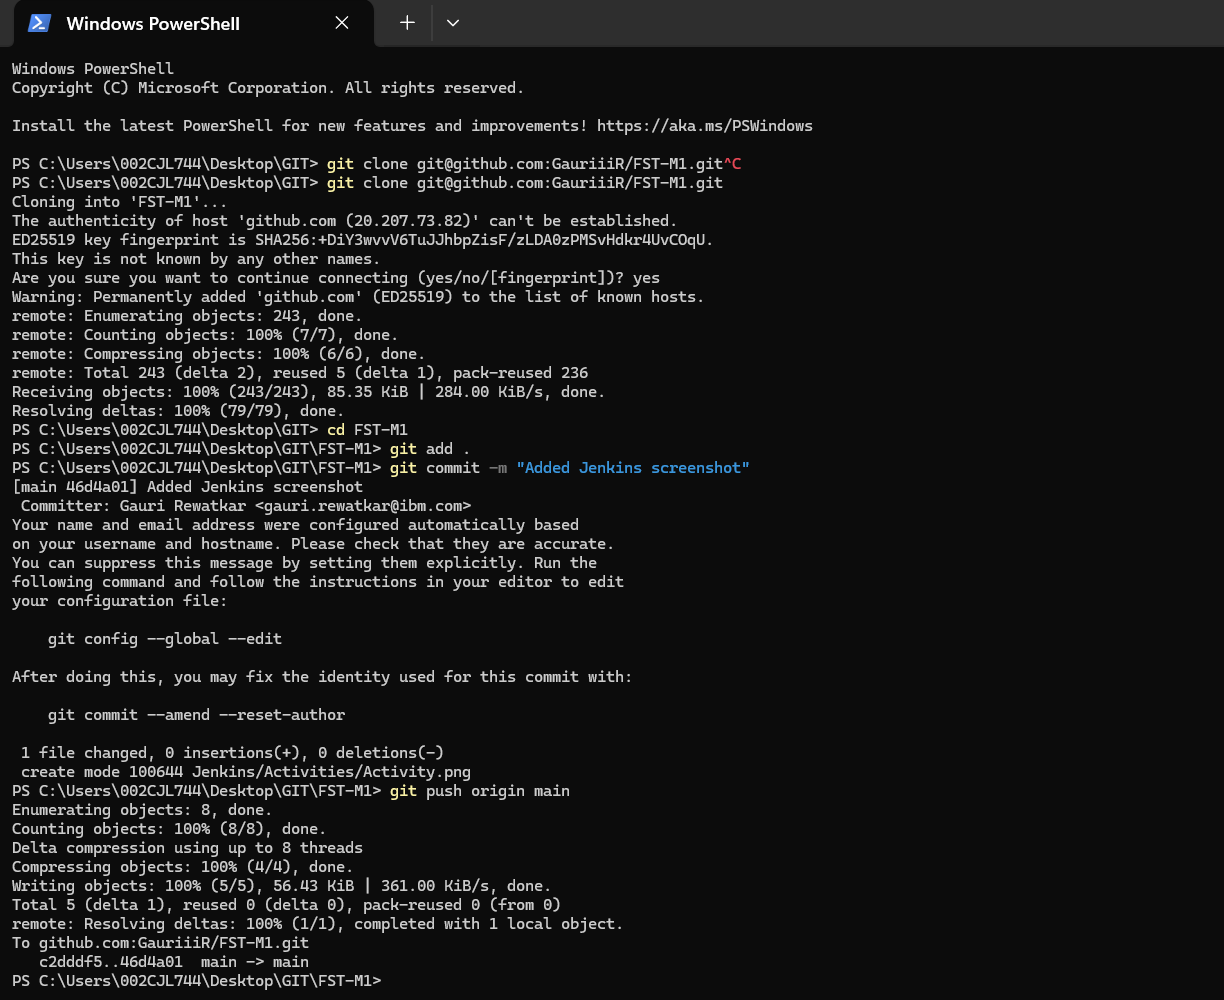 Windows PowerShell
Windows PowerShell
Copyright (C) Microsoft Corporation. All rights reserved.
Install the latest PowerShell for new features and improvements! https://aka.ms/PSWindows
PS C:\Users\002CJL744\Desktop\GIT> git clone git@github.com:GauriiiR/FST-M1.git^C
PS C:\Users\002CJL744\Desktop\GIT> git clone git@github.com:GauriiiR/FST-M1.git
Cloning into 'FST-M1'...
The authenticity of host 'github.com (20.207.73.82)' can't be established.
ED25519 key fingerprint is SHA256:+DiY3wvvV6TuJJhbpZisF/zLDA0zPMSvHdkr4UvCOqU.
This key is not known by any other names.
Are you sure you want to continue connecting (yes/no/[fingerprint])? yes
Warning: Permanently added 'github.com' (ED25519) to the list of known hosts.
remote: Enumerating objects: 243, done.
remote: Counting objects: 100% (7/7), done.
remote: Compressing objects: 100% (6/6), done.
remote: Total 243 (delta 2), reused 5 (delta 1), pack-reused 236
Receiving objects: 100% (243/243), 85.35 KiB | 284.00 KiB/s, done.
Resolving deltas: 100% (79/79), done.
PS C:\Users\002CJL744\Desktop\GIT> cd FST-M1
PS C:\Users\002CJL744\Desktop\GIT\FST-M1> git add .
PS C:\Users\002CJL744\Desktop\GIT\FST-M1> git commit -m "Added Jenkins screenshot"
[main 46d4a01] Added Jenkins screenshot
Committer: Gauri Rewatkar <gauri.rewatkar@ibm.com>
Your name and email address were configured automatically based
on your username and hostname. Please check that they are accurate.
You can suppress this message by setting them explicitly. Run the
following command and follow the instructions in your editor to edit
your configuration file:
git config --global --edit
After doing this, you may fix the identity used for this commit with:
git commit --amend --reset-author
1 file changed, 0 insertions(+), 0 deletions(-)
create mode 100644 Jenkins/Activities/Activity.png
PS C:\Users\002CJL744\Desktop\GIT\FST-M1> git push origin main
Enumerating objects: 8, done.
Counting objects: 100% (8/8), done.
Delta compression using up to 8 threads
Compressing objects: 100% (4/4), done.
Writing objects: 100% (5/5), 56.43 KiB | 361.00 KiB/s, done.
Total 5 (delta 1), reused 0 (delta 0), pack-reused 0 (from 0)
remote: Resolving deltas: 100% (1/1), completed with 1 local object.
To github.com:GauriiiR/FST-M1.git
c2dddf5..46d4a01  main -> main
PS C:\Users\002CJL744\Desktop\GIT\FST-M1>